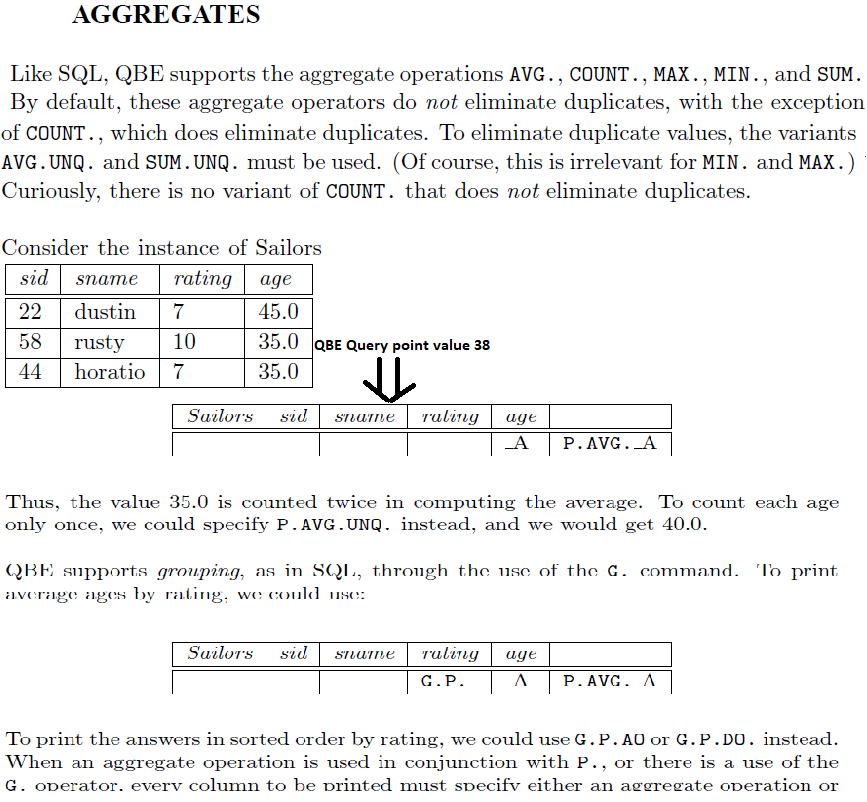 AGGREGATES
Like SQL, QBE supports the aggregate operations AVG., COUNT., MAX., MIN., and SUM.
By default, these aggregate operators do not eliminate duplicates, with the exception
of COUNT., which does eliminate duplicates. To eliminate duplicate values, the variants
AVG.UNQ. and SUM.UNQ. must be used. (Of course, this is irrelevant for MIN. and MAX.)
Curiously, there is no variant of COUNT. that does not eliminate duplicates.
Consider the instance of Sailors
sid sname rating age
22 dustin 7 45.0
58 rusty 10 35.0
44 horatio 7 35.0
QBE Query point value 38
Sailors sid sname rating age
_A P.AVG._A
Thus, the value 35.0 is counted twice in computing the average. To count each age
only once, we could specify P.AVG.UNQ. instead, and we would get 40.0.
QBE supports grouping, as in SQL, through the use of the G. command. To print
average ages by rating, we could use:
Sailors sid sname rating age
G.P. A P.AVG. A
To print the answers in sorted order by rating, we could use G.P.AO or G.P.DO. instead.
When an aggregate operation is used in conjunction with P., or there is a use of the
G. operator, every column to be printed must specify either an aggregate operation or